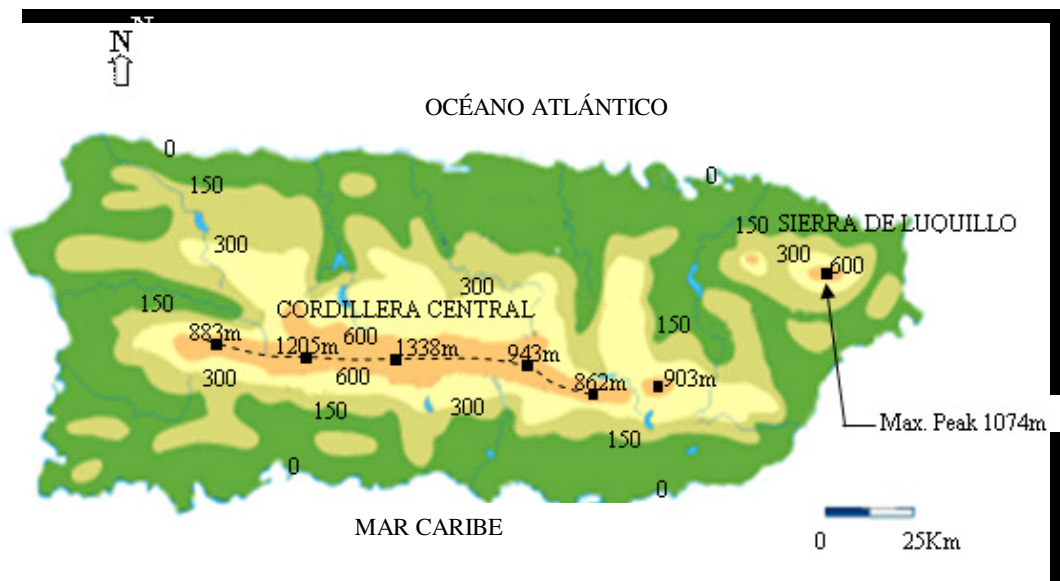 N
N
OCÉANO ATLÁNTICO
0
150
0
150 SIERRA DE LUQUILLO
300
300
600
300
150
CORDILLERA CENTRAL
150
883m
1205m
600
1338m
943m
300
600
862m
903m
150
300
150
Max. Peak 1074m
0
0
MAR CARIBE
0 25Km